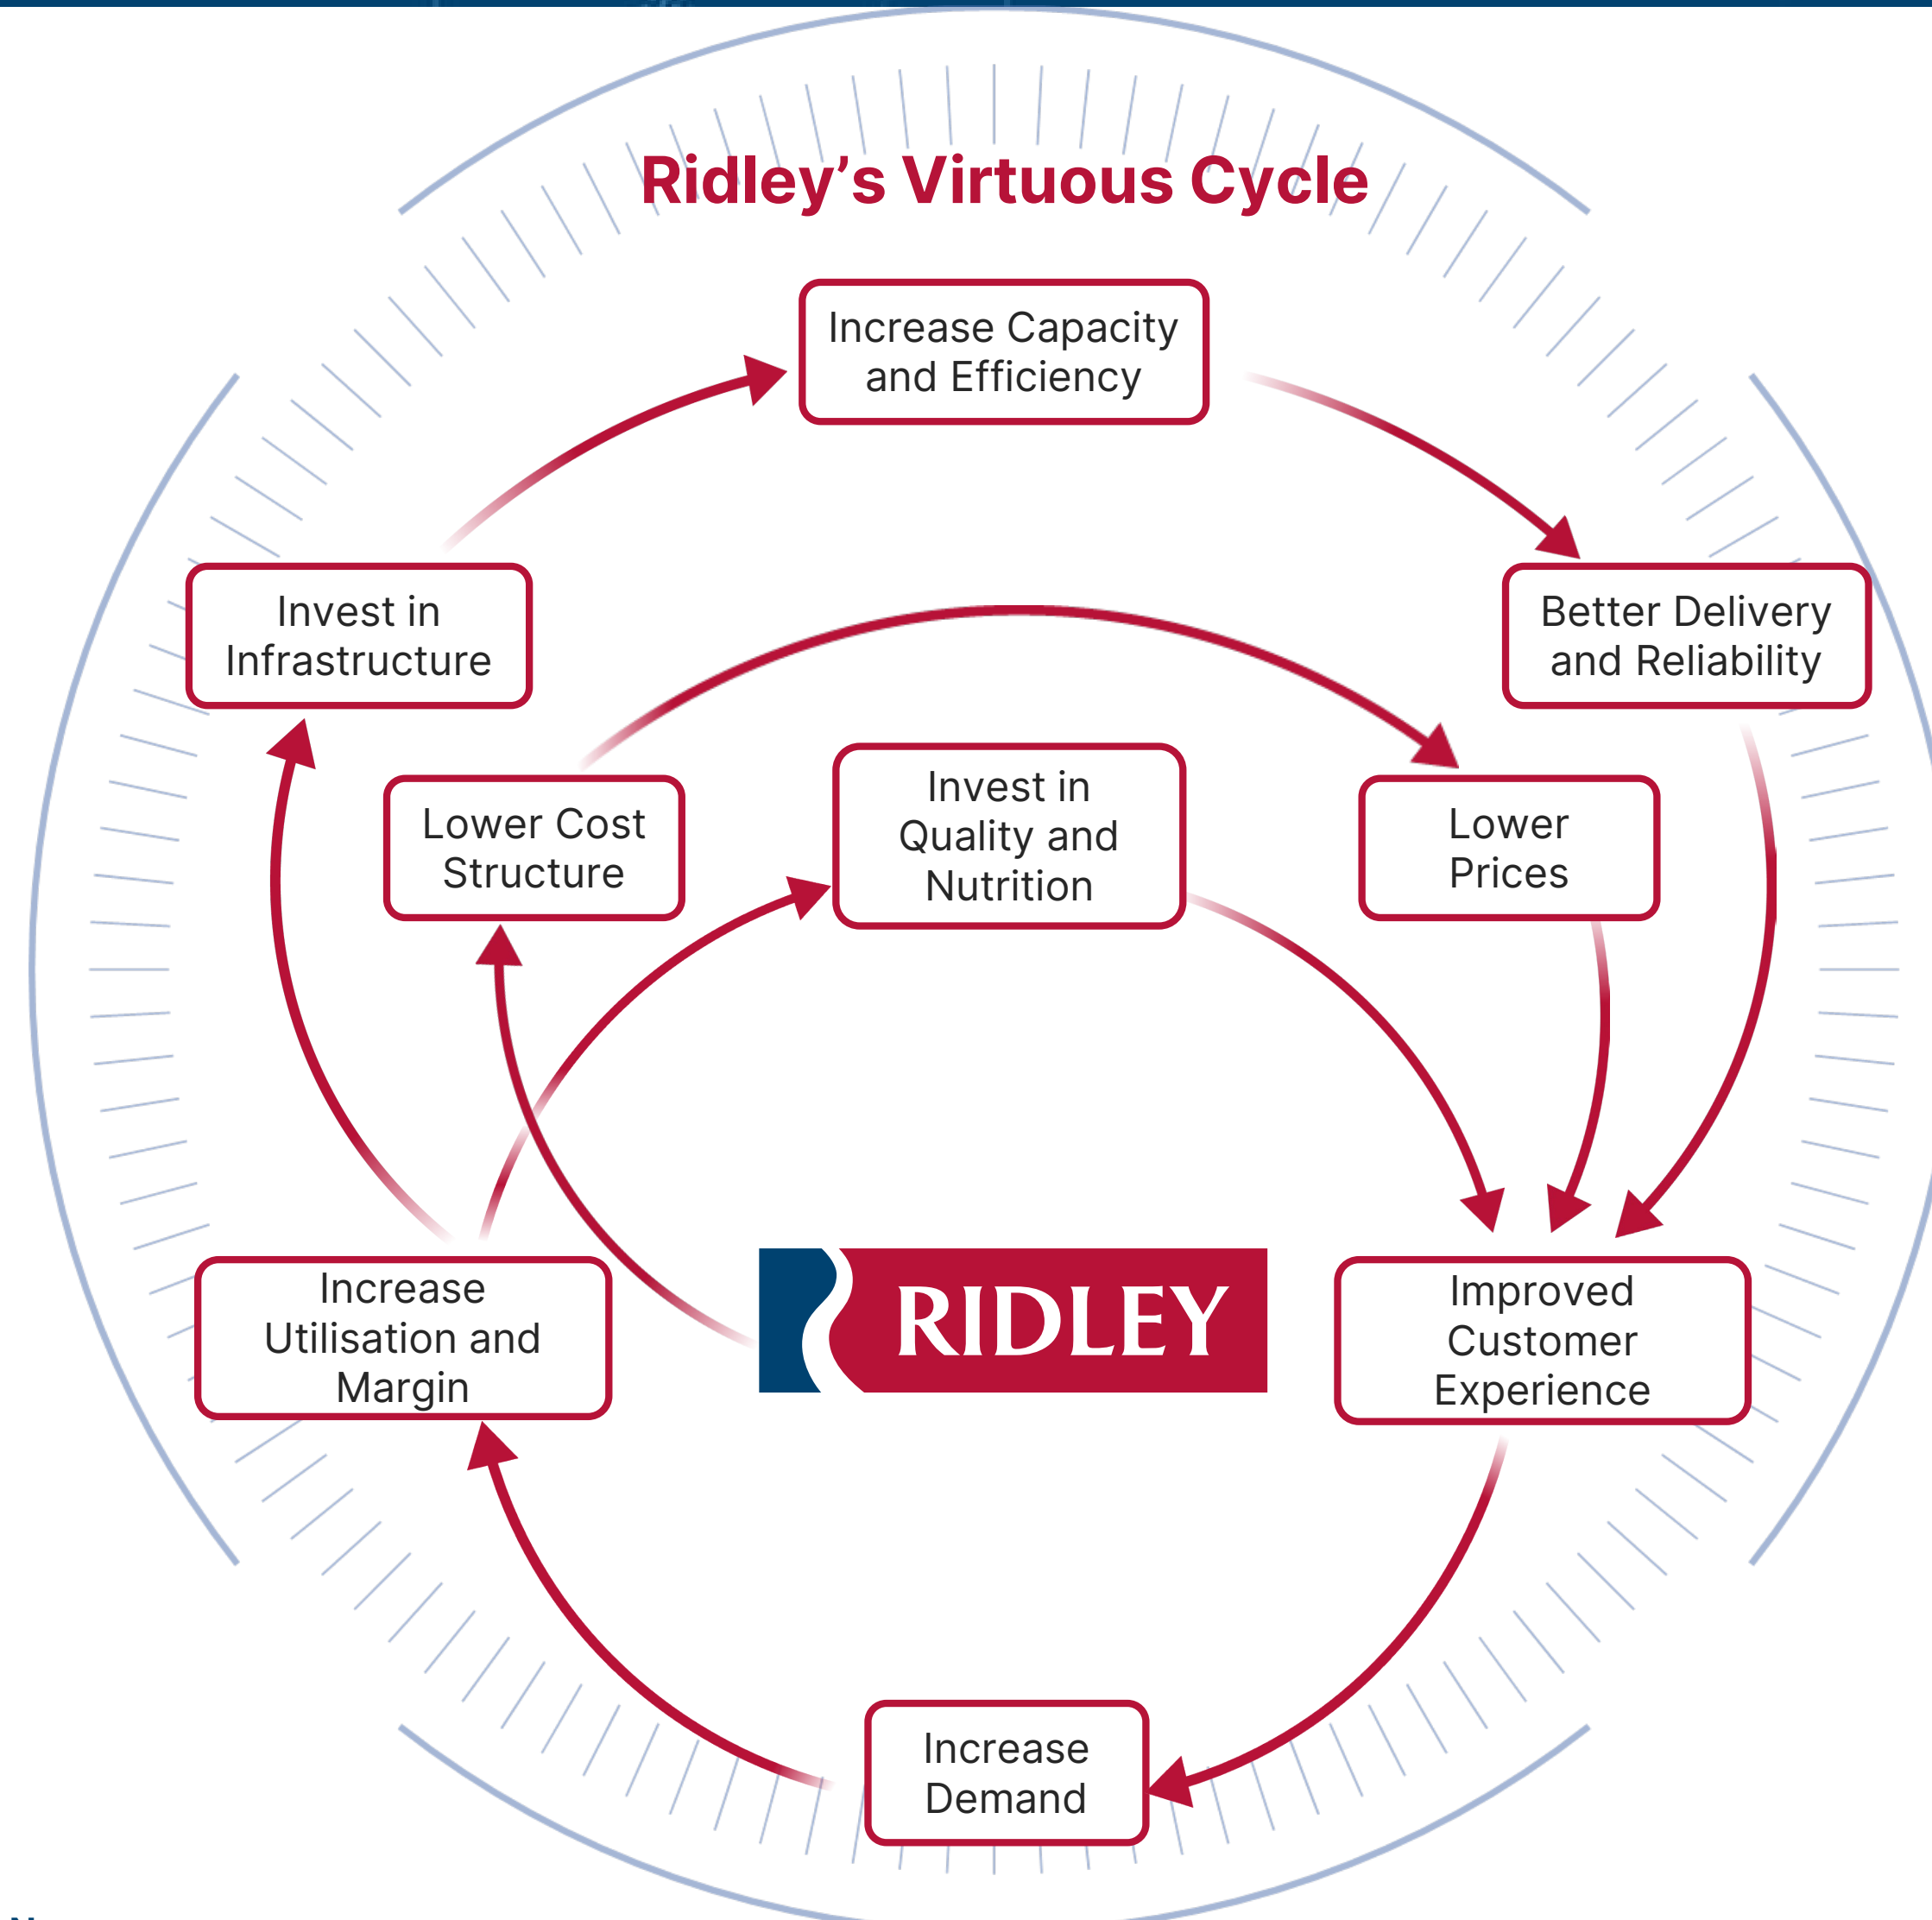 Ridley’s Virtuous Cycle
Increase Capacity
and Efficiency
Invest in
Infrastructure
Better Delivery
and Reliability
Lower Cost
Structure
Invest in
Quality and
Nutrition
Lower
Prices
Increase
Utilisation and
Margin
RIDLEY
Improved
Customer
Experience
Increase
Demand